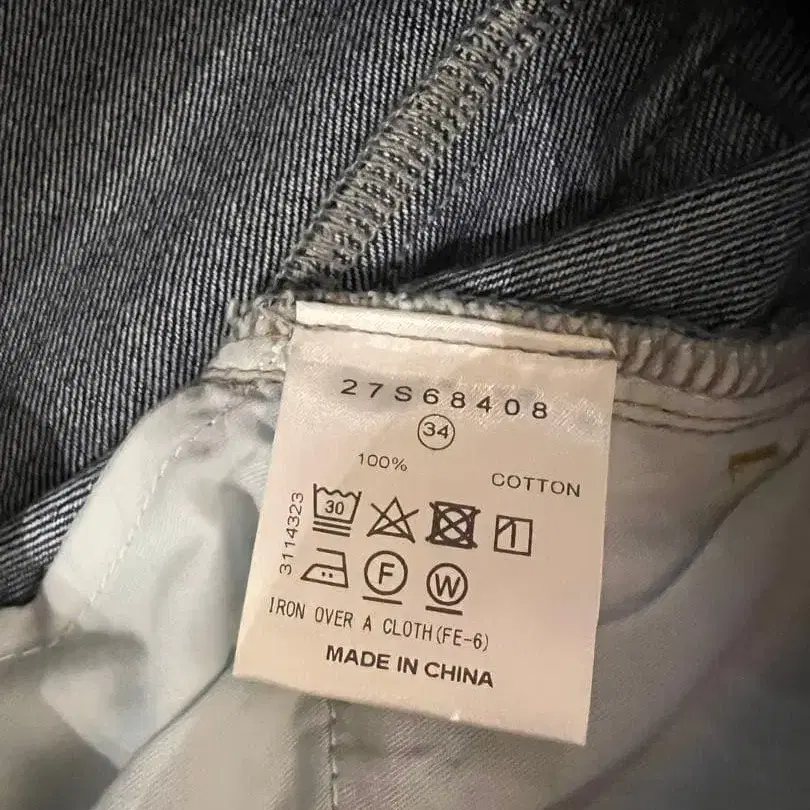 27S68408
34
100% COTTON
3114323
30
F W
IRON OVER A CLOTH(FE-6)
MADE IN CHINA